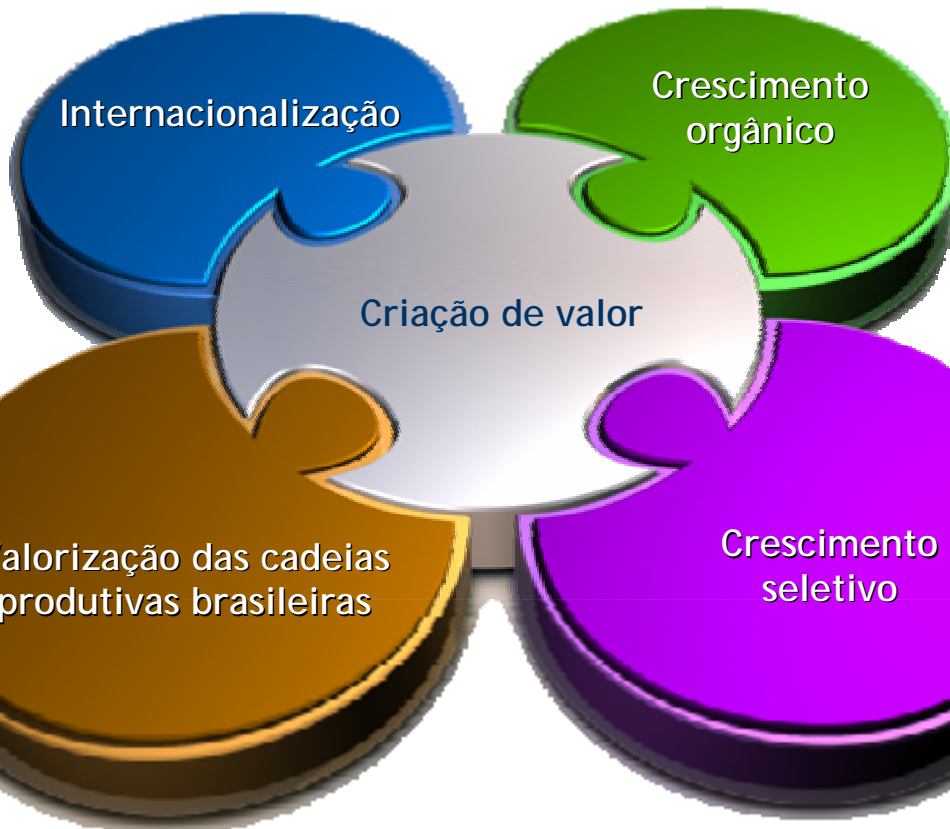 Internacionalização
Crescimento
orgânico
Criação de valor
alorização das cadeias
produtivas brasileiras
Crescimento
seletivo